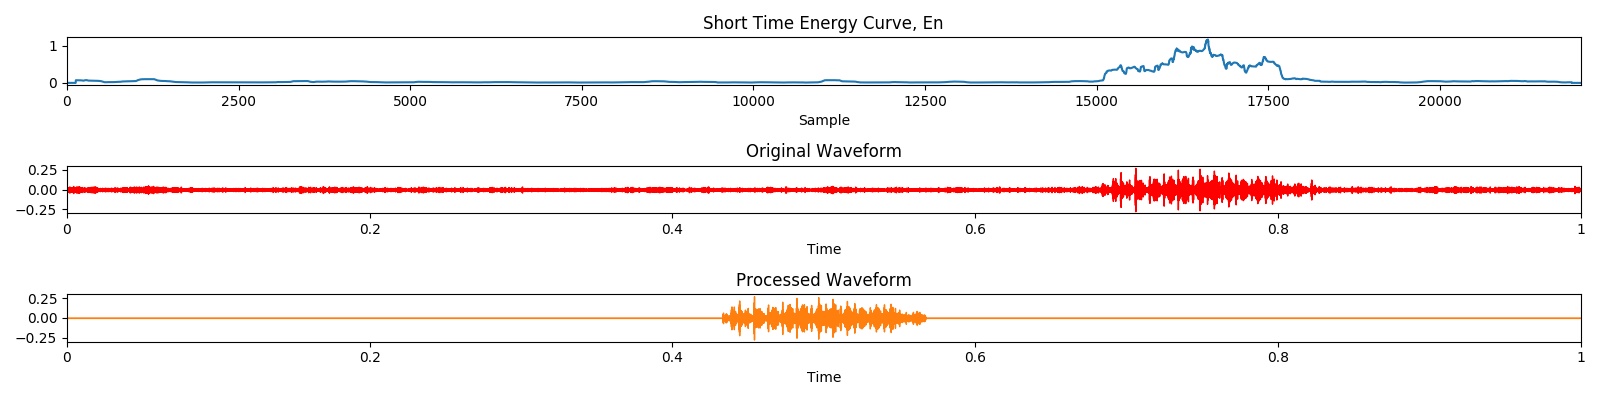 Short Time Energy Curve, En
1
0
0 2500 5000 7500 10000 12500 15000 17500 20000
Sample
Original Waveform
0.25
0.00
−0.25
0 0.2 0.4 0.6 0.8 1
Time
Processed Waveform
0.25
0.00
−0.25
0 0.2 0.4 0.6 0.8 1
Time